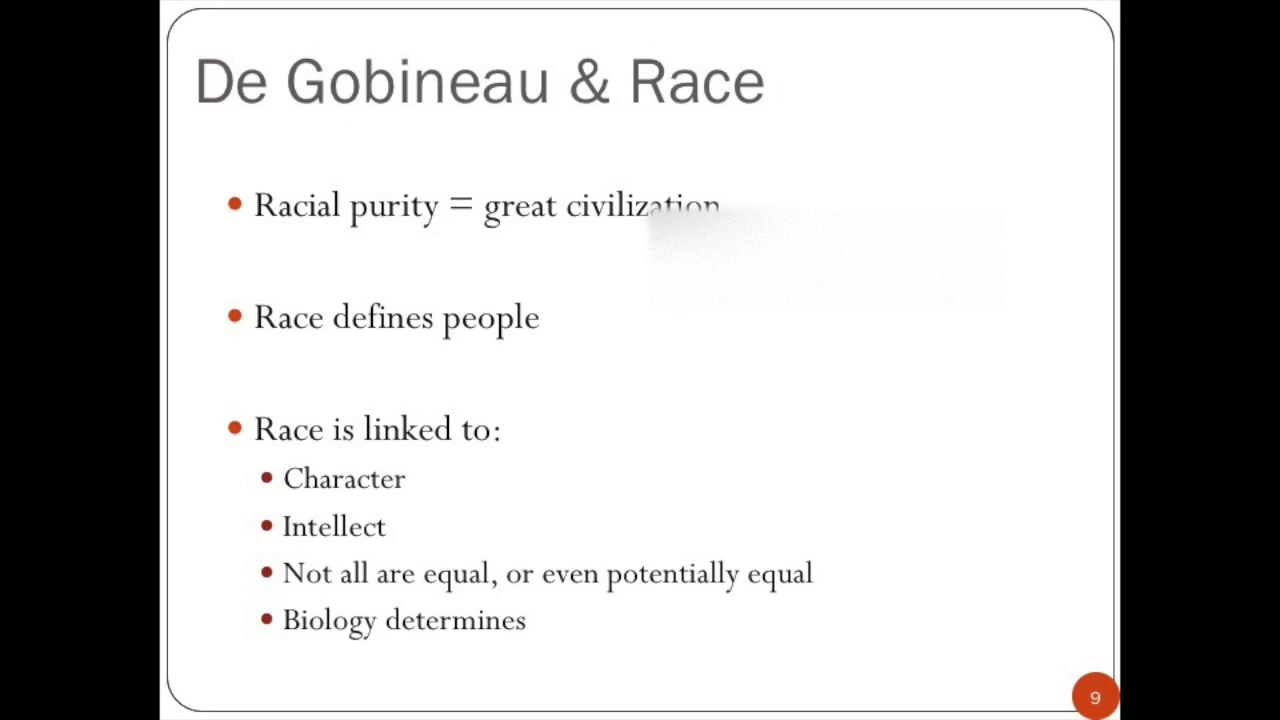 De Gobineau & Race
• Racial purity = great civilization
• Race defines people
• Race is linked to:
• Character
• Intellect
• Not all are equal, or even potentially equal
• Biology determines
9